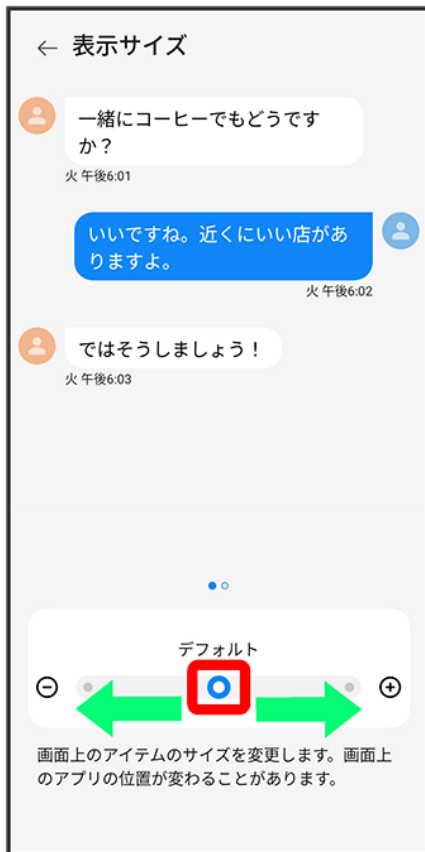 ← 表示サイズ
一緒にコーヒーでもどうです
か？
火 午後6:01
いいですね。近くにいい店があ
りますよ。
火 午後6:02
ではそうしましょう！
火 午後6:03
デフォルト
画面上のアイテムのサイズを変更します。画面上
のアプリの位置が変わることがあります。